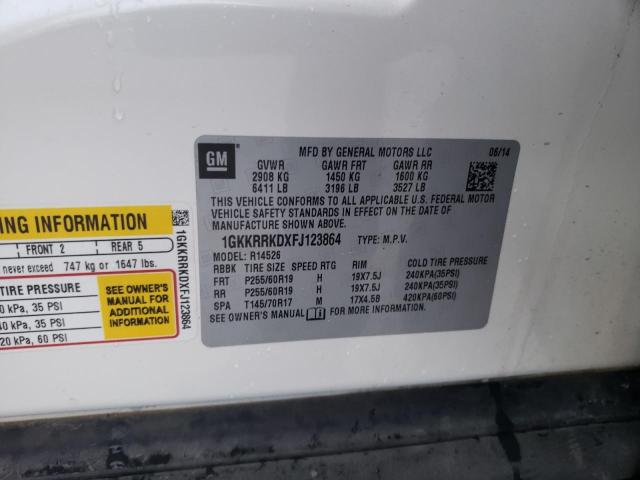 GM
MFD BY GENERAL MOTORS LLC 06/14
GVWR GAWR FRT GAWR RR
2908 KG 1450 KG 1600 KG
6411 LB 3196 LB 3527 LB
THIS VEHICLE CONFORMS TO ALL APPLICABLE U.S. FEDERAL MOTOR
VEHICLE SAFETY STANDARDS IN EFFECT ON THE DATE OF
MANUFACTURE SHOWN ABOVE.
1GKKRRKDXFJ123864 TYPE: M.P.V.
MODEL: R14526
RBBK TIRE SIZE SPEED RTG RIM COLD TIRE PRESSURE
FRT P255/60R19 H 19X7.5J 240KPA(35PSI)
RR P255/60R19 H 19X7.5J 240KPA(35PSI)
SPA T145/70R17 M 17X4.5B 420KPA(60PSI)
SEE OWNER'S MANUAL FOR MORE INFORMATION.
ING INFORMATION
FRONT 2 REAR 5
never exceed 747 kg or 1647 lbs.
TIRE PRESSURE
0 kPa, 35 PSI
40 kPa, 35 PSI
20 kPa, 60 PSI
SEE OWNER'S
MANUAL FOR
ADDITIONAL
INFORMATION
1GKKRRKDXFJ123864